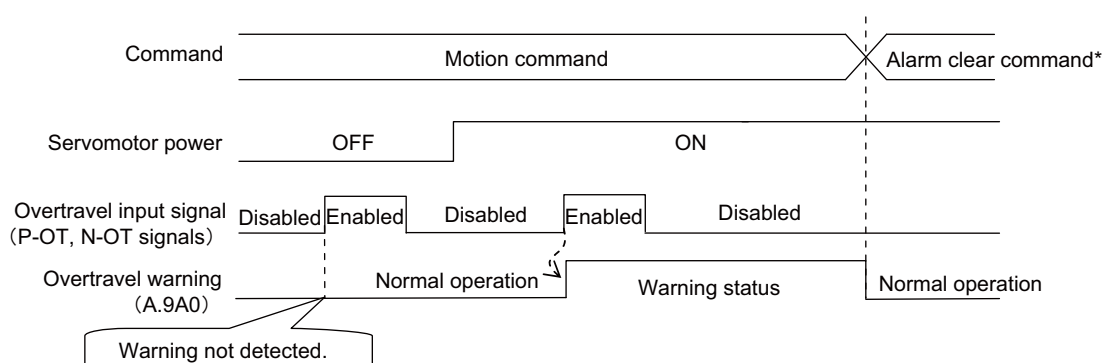 Command
Motion command
Alarm clear command*
Servomotor power
OFF
ON
Overtravel input signal
（P-OT, N-OT signals）
Disabled
Enabled
Disabled
Enabled
Disabled
Overtravel warning
（A.9A0）
Normal operation
Warning status
Normal operation
Warning not detected.